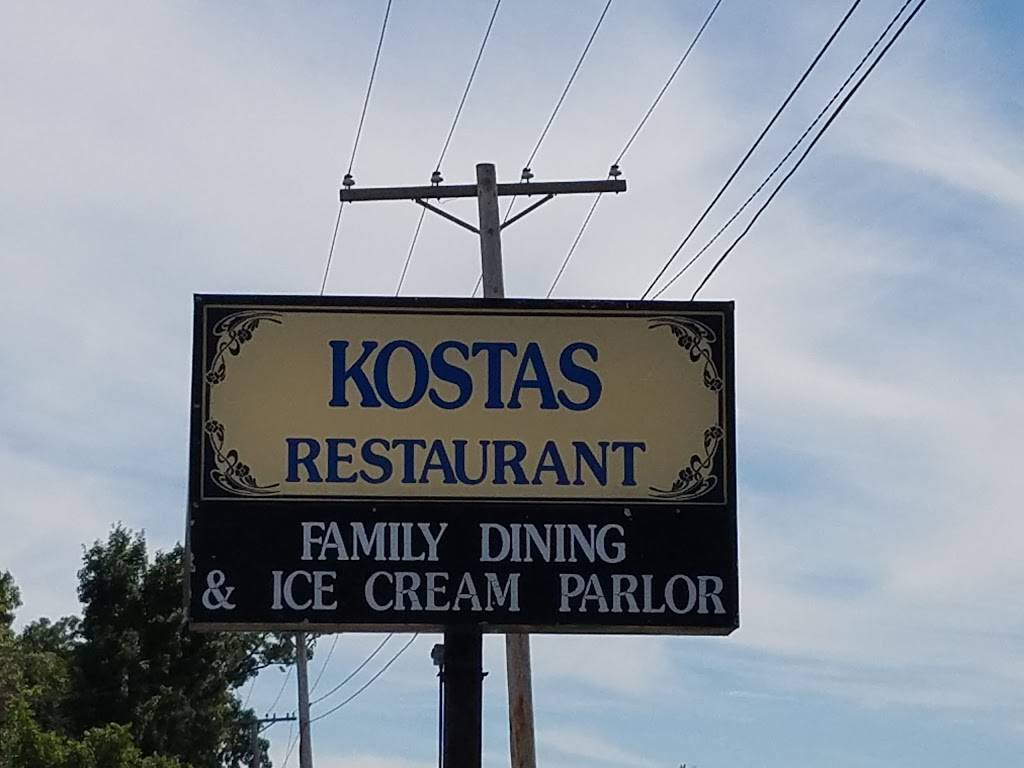 KOSTAS
RESTAURANT
FAMILY DINING
& ICE CREAM PARLOR